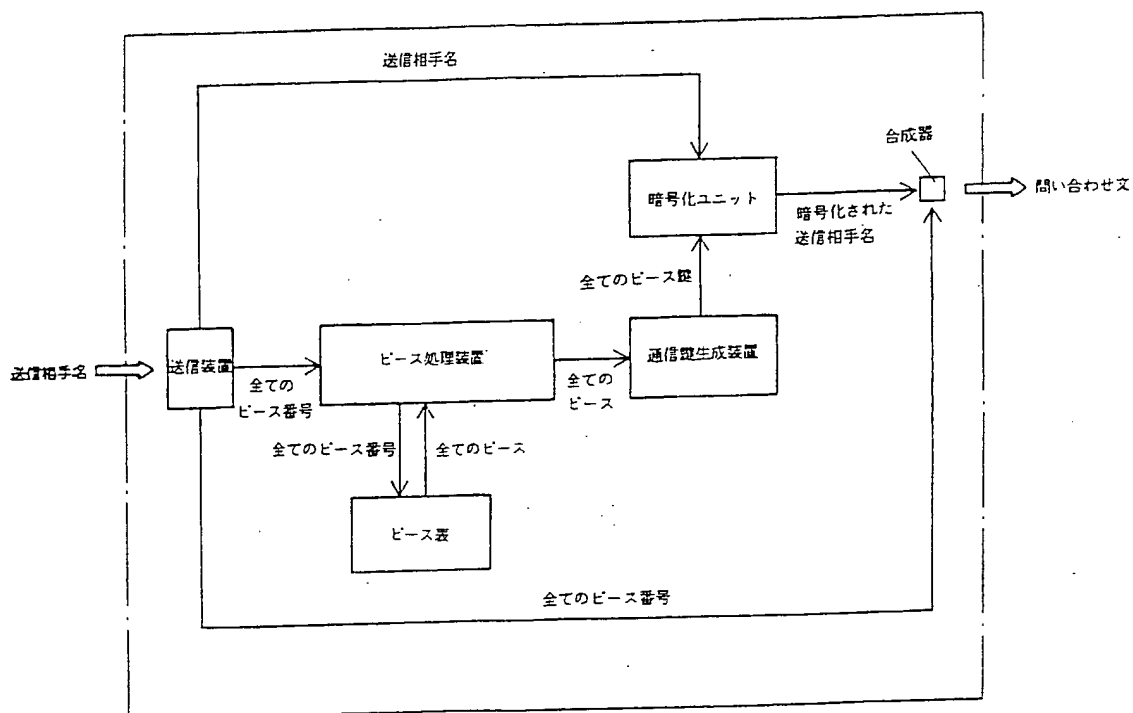 送信相手名
合成器
暗号化ユニット
問い合わせ文
暗号化された
送信相手名
全てのピース鍵
送信相手名
送信装置
ピース処理装置
通信鍵生成装置
全ての
ピース番号
全ての
ピース
全てのピース番号
全てのピース
ピース表
全てのピース番号